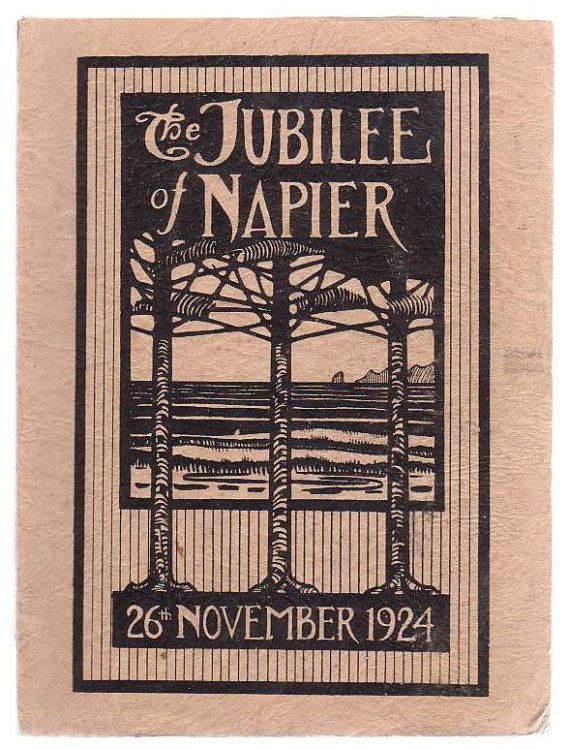 The JUBILEE
of NAPIER
26th NOVEMBER 1924